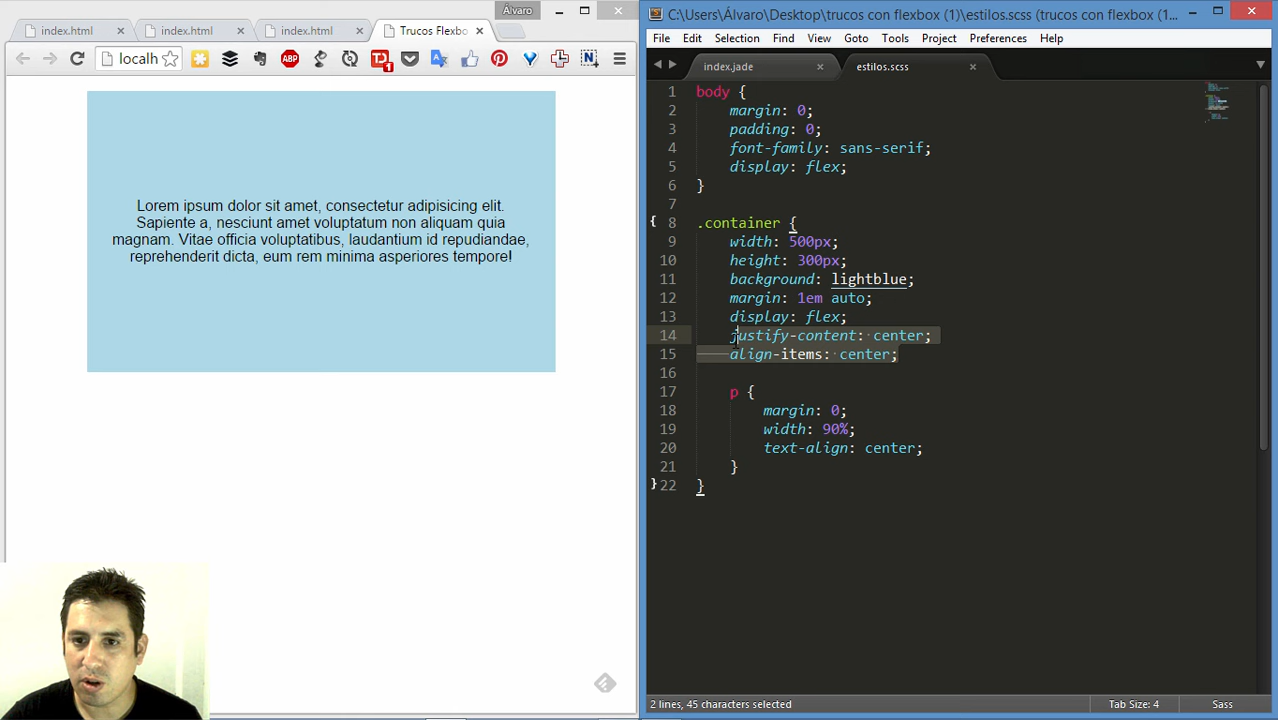 Álvaro
index.html
index.html
index.html
Trucos Flexbo
localh
ABP
1
Lorem ipsum dolor sit amet, consectetur adipisicing elit.
Sapiente a, nesciunt amet voluptatum non aliquam quia
magnam. Vitae officia voluptatibus, laudantium id repudiandae,
reprehenderit dicta, eum rem minima asperiores tempore!
C:\Users\Álvaro\Desktop\trucos con flexbox (1)\estilos.scss (trucos con flexbox (1...
File Edit Selection Find View Goto Tools Project Preferences Help
index.jade
estilos.scss
1 body {
2 margin: 0;
3 padding: 0;
4 font-family: sans-serif;
5 display: flex;
6 }
7
8 .container {
9 width: 500px;
10 height: 300px;
11 background: lightblue;
12 margin: 1em auto;
13 display: flex;
14 justify-content: center;
15 align-items: center;
16
17 p {
18 margin: 0;
19 width: 90%;
20 text-align: center;
21 }
22 }
2 lines, 45 characters selected
Tab Size: 4
Sass